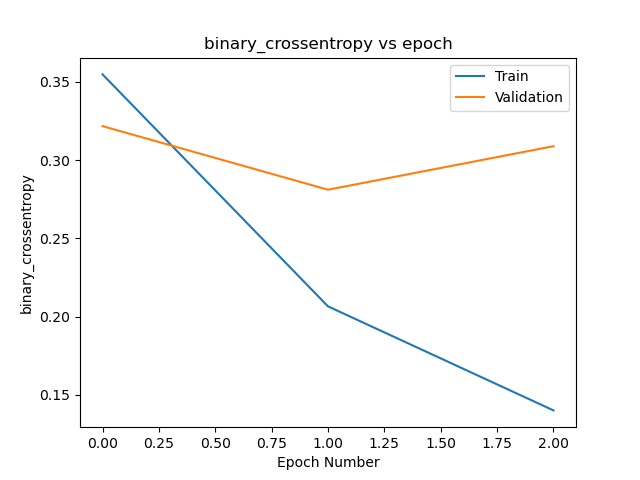 binary_crossentropy vs epoch
Train
Validation
0.35
0.30
0.25
0.20
0.15
binary_crossentropy
0.00 0.25 0.50 0.75 1.00 1.25 1.50 1.75 2.00
Epoch Number